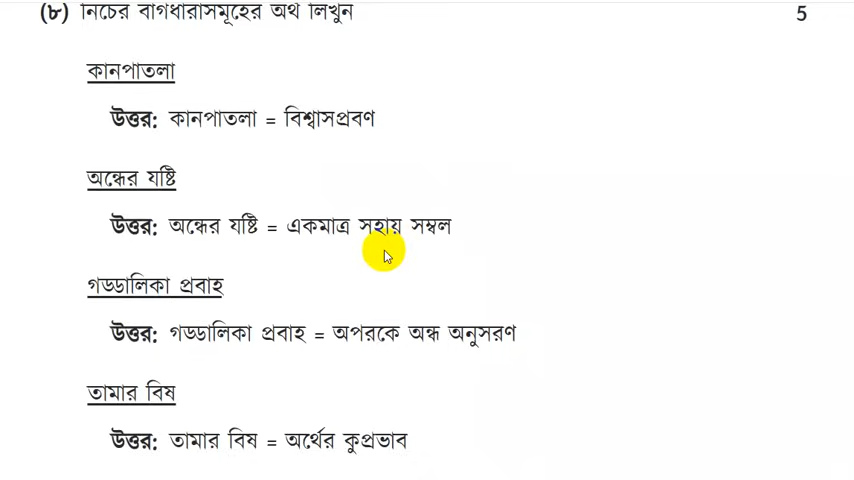 (৮) নিচের বাগধারাসমূহের অর্থ লিখুন 5
কানপাতলা
উত্তর: কানপাতলা = বিশ্বাসপ্রবণ
অন্ধের যষ্টি
উত্তর: অন্ধের যষ্টি = একমাত্র সহায় সম্বল
গড্ডালিকা প্রবাহ
উত্তর: গড্ডালিকা প্রবাহ = অপরকে অন্ধ অনুসরণ
তামার বিষ
উত্তর: তামার বিষ = অর্থের কুপ্রভাব